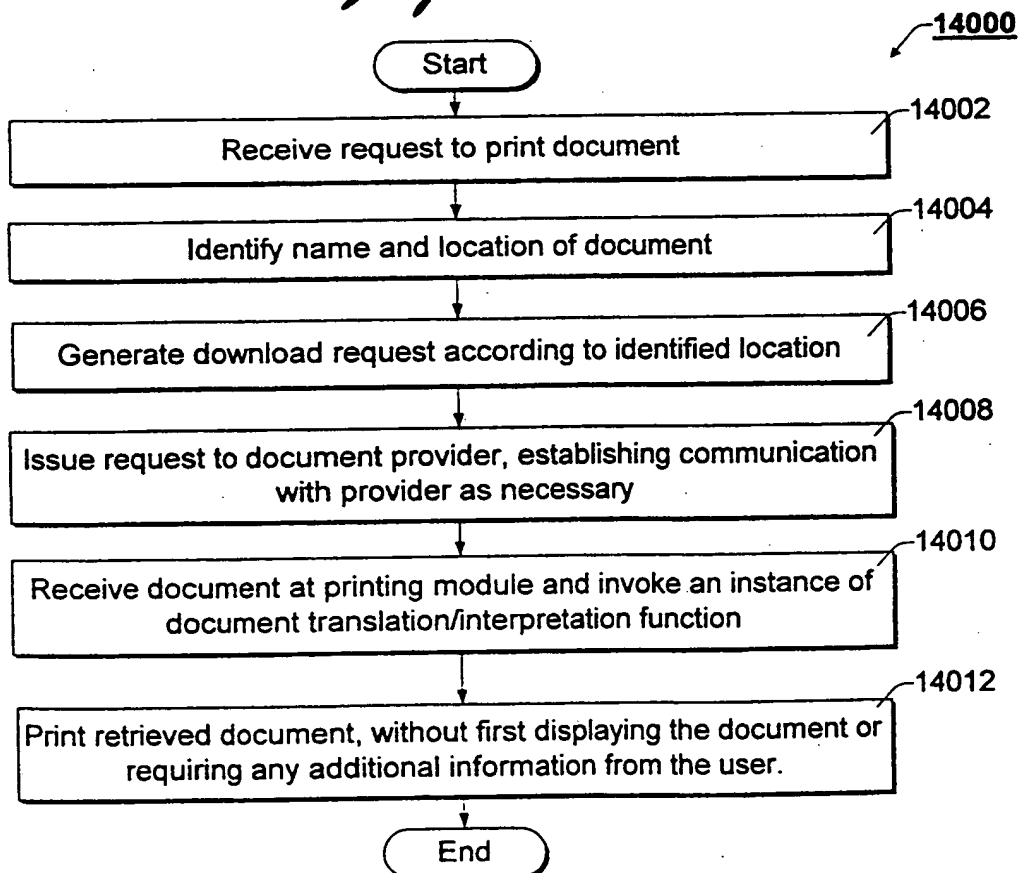 14000
Start
14002
Receive request to print document
14004
Identify name and location of document
14006
Generate download request according to identified location
14008
Issue request to document provider, establishing communication
with provider as necessary
14010
Receive document at printing module and invoke an instance of
document translation/interpretation function
14012
Print retrieved document, without first displaying the document or
requiring any additional information from the user.
End